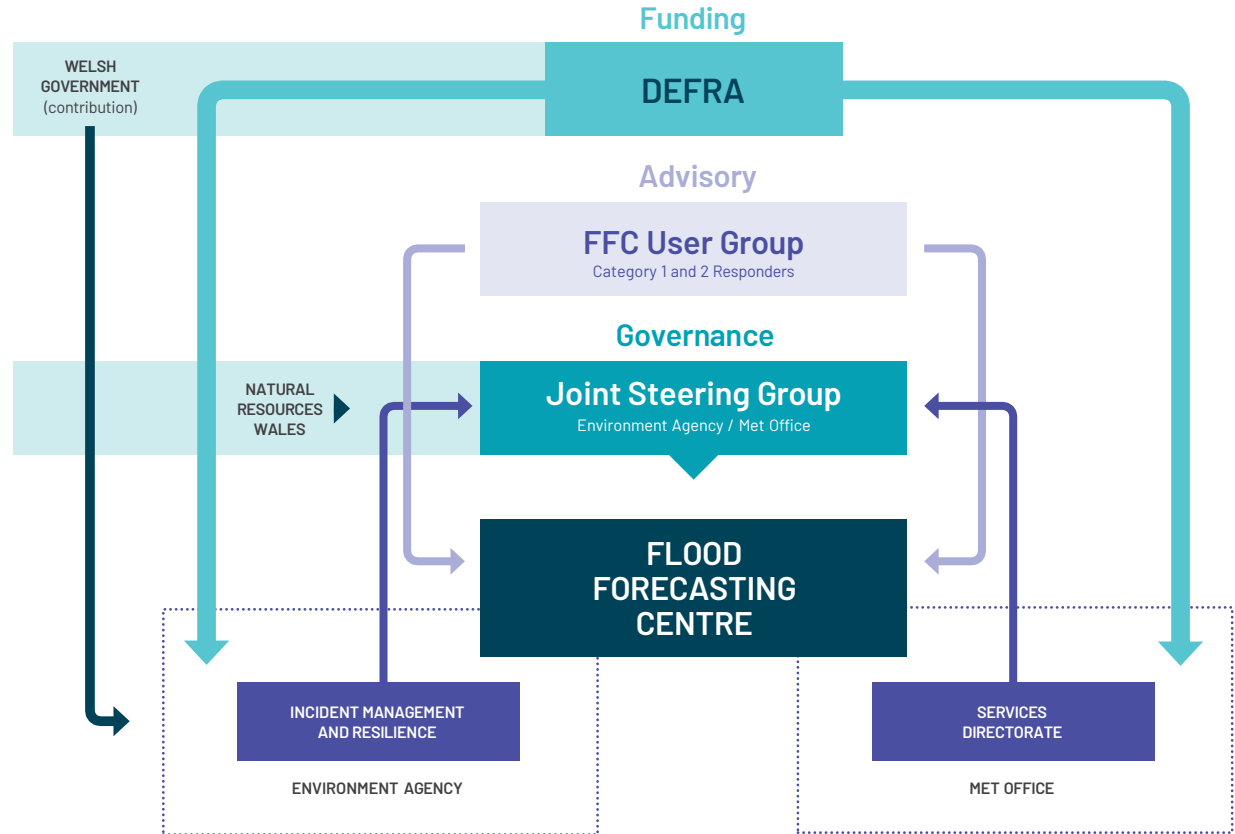 Funding
WELSH
GOVERNMENT
(contribution)
DEFRA
Advisory
FFC User Group
Category 1 and 2 Responders
Governance
NATURAL
RESOURCES
WALES
Joint Steering Group
Environment Agency / Met Office
FLOOD
FORECASTING
CENTRE
INCIDENT MANAGEMENT
AND RESILIENCE
ENVIRONMENT AGENCY
SERVICES
DIRECTORATE
MET OFFICE